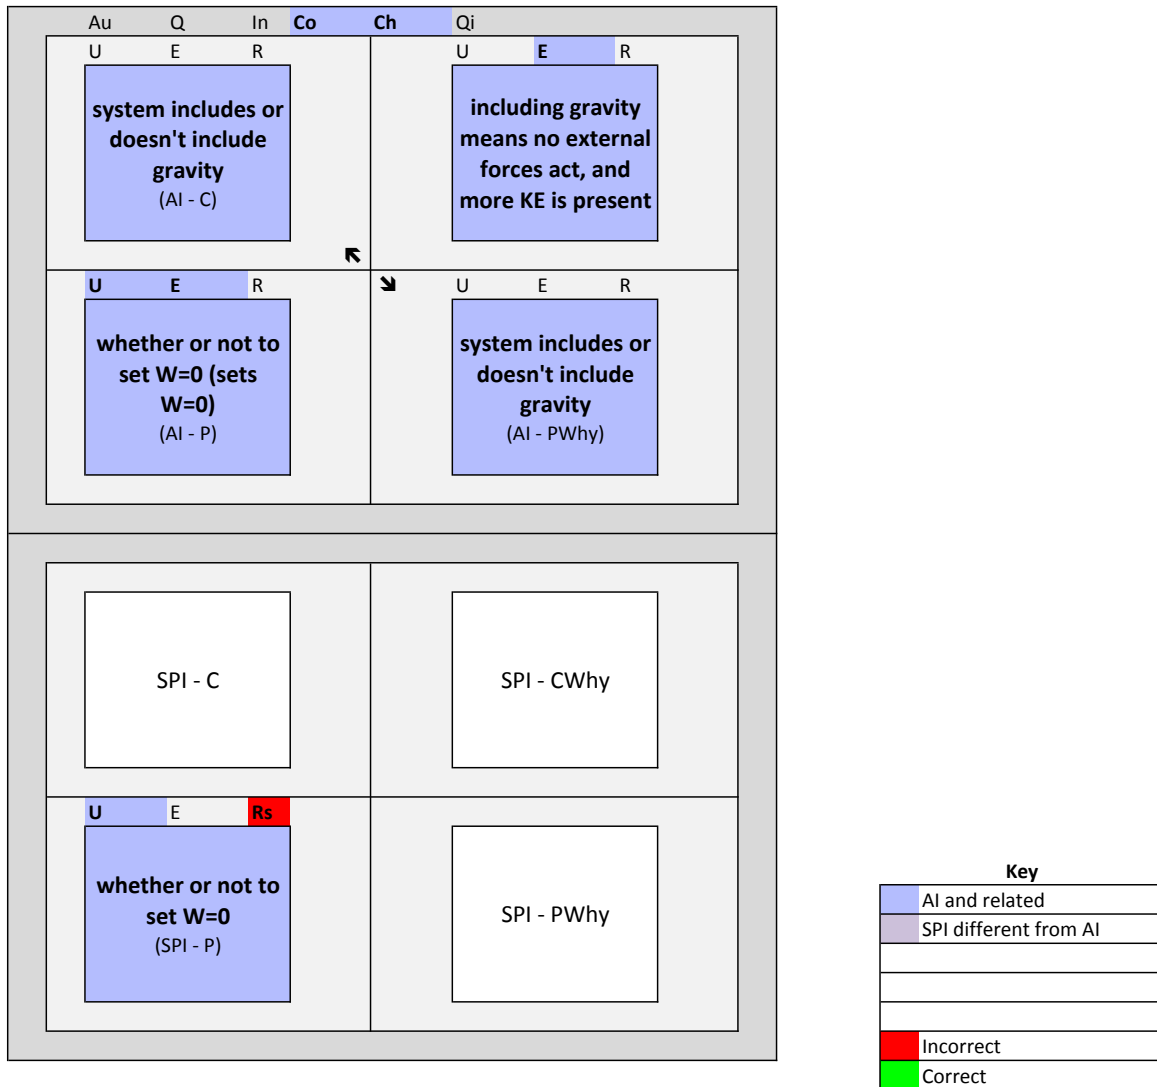 Au Q In Co Ch Qi
U E R U E R
system includes or
doesn't include
gravity
(AI - C)
including gravity
means no external
forces act, and
more KE is present
U E R U E R
whether or not to
set W=0 (sets
W=0)
(AI - P)
system includes or
doesn't include
gravity
(AI - PWhy)
SPI - C
SPI - CWhy
U E Rs
whether or not to
set W=0
(SPI - P)
SPI - PWhy
Key
AI and related
SPI different from AI
Incorrect
Correct